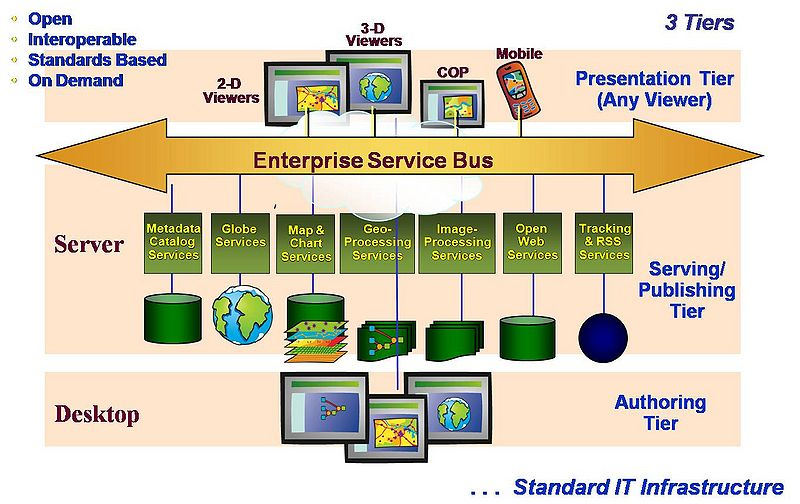 Open
Interoperable
Standards Based
On Demand
3 Tiers
3-D
Viewers
2-D
Viewers
COP
Mobile
Presentation Tier
(Any Viewer)
Enterprise Service Bus
Server
Metadata
Catalog
Services
Globe
Services
Map &
Chart
Services
Geo-
Processing
Services
Image-
Processing
Services
Open
Web
Services
Tracking
& RSS
Services
Serving/
Publishing
Tier
Desktop
Authoring
Tier
. . . Standard IT Infrastructure